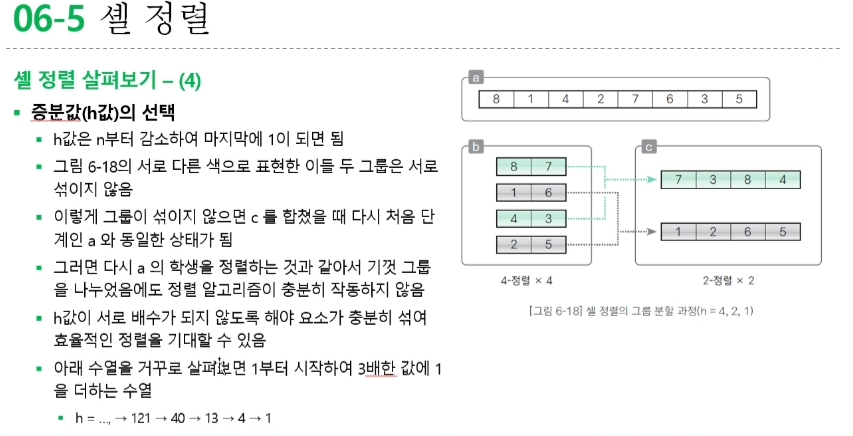 06-5 셸 정렬
셸 정렬 살펴보기 – (4)
▪ 증분값(h값)의 선택
▪ h값은 n부터 감소하여 마지막에 1이 되면 됨
▪ 그림 6-18의 서로 다른 색으로 표현한 이들 두 그룹은 서로
섞이지 않음
▪ 이렇게 그룹이 섞이지 않으면 c 를 합쳤을 때 다시 처음 단
계인 a 와 동일한 상태가 됨
▪ 그러면 다시 a 의 학생을 정렬하는 것과 같아서 기껏 그룹
을 나누었음에도 정렬 알고리즘이 충분히 작동하지 않음
▪ h값이 서로 배수가 되지 않도록 해야 요소가 충분히 섞여
효율적인 정렬을 기대할 수 있음
▪ 아래 수열을 거꾸로 살펴보면 1부터 시작하여 3배한 값에 1
을 더하는 수열
▪ h = …, → 121 → 40 → 13 → 4 → 1
a
8 1 4 2 7 6 3 5
b
8 7
1 6
4 3
2 5
4-정렬 × 4
c
7 3 8 4
1 2 6 5
2-정렬 × 2
[그림 6-18] 셸 정렬의 그룹 분할 과정(h = 4, 2, 1)